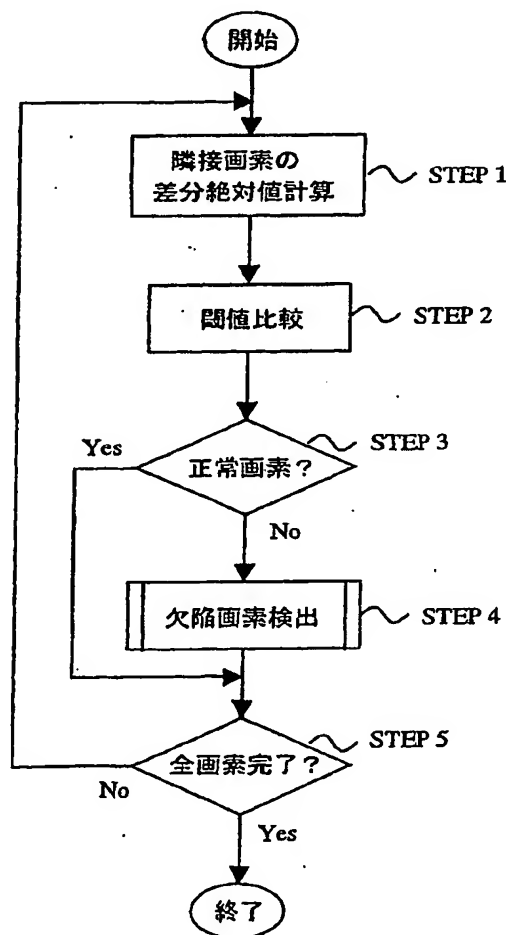 開始
隣接画素の
差分絶対値計算
STEP 1
閾値比較
STEP 2
STEP 3
Yes
正常画素？
No
欠陥画素検出
STEP 4
STEP 5
全画素完了？
No
Yes
終了